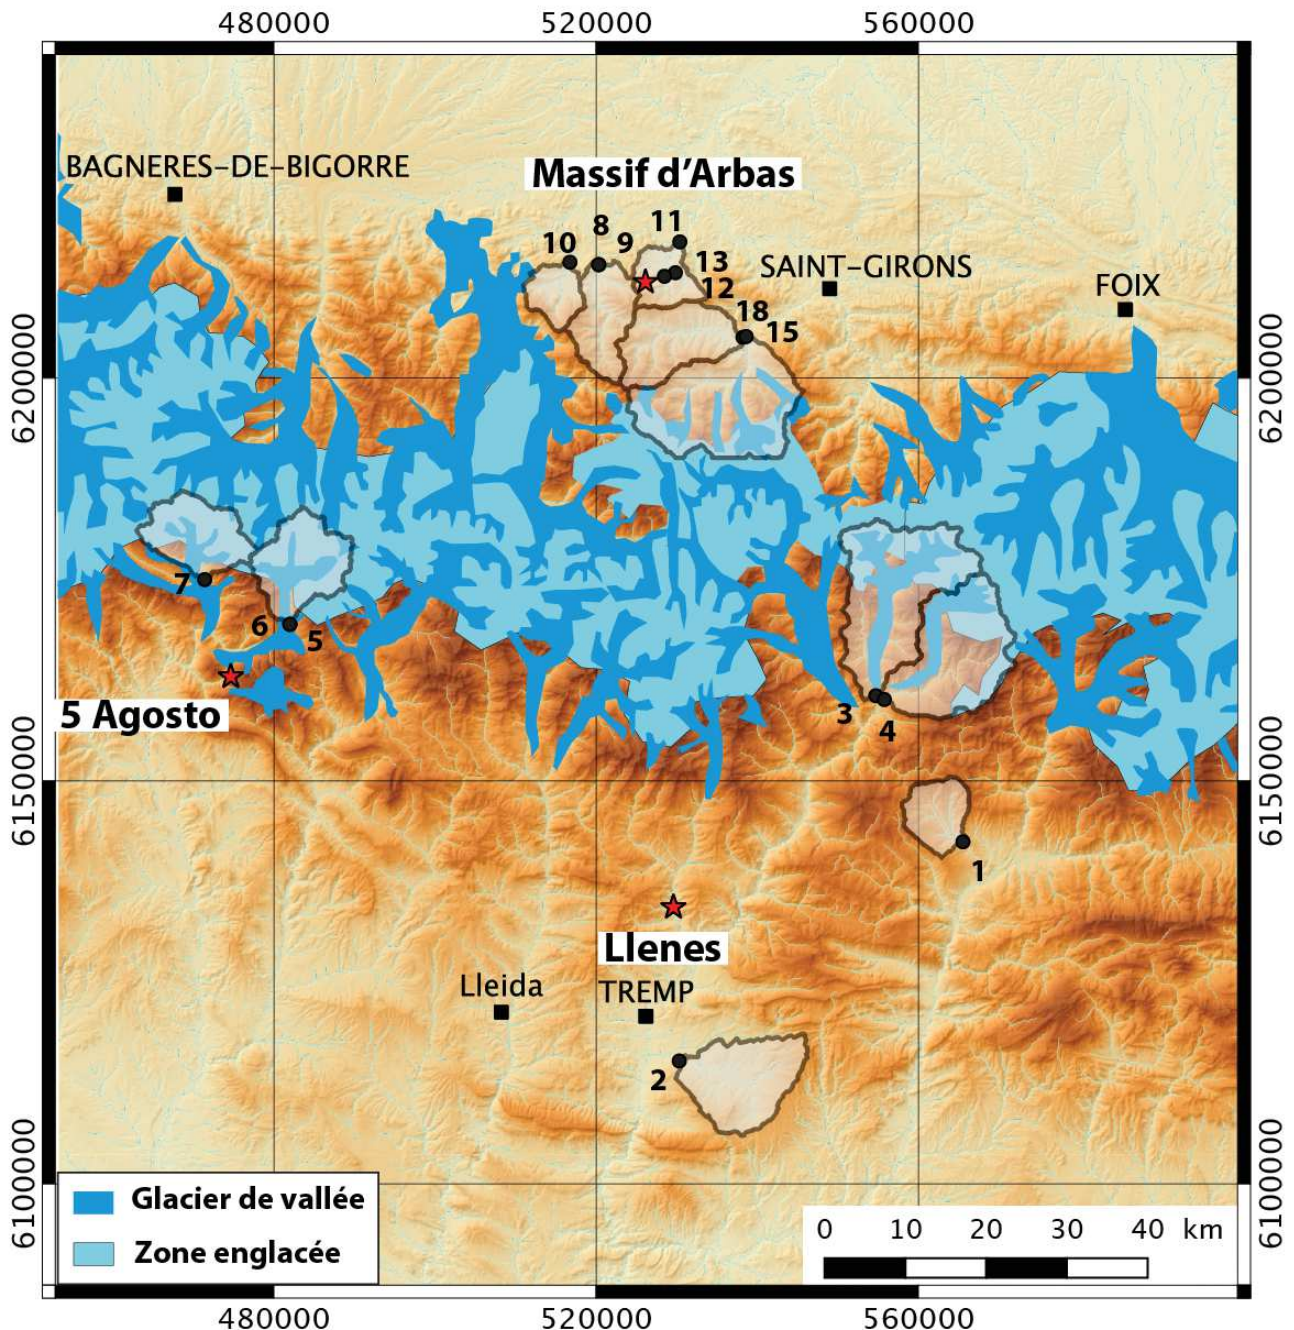 480000 520000 560000
BAGNERES-DE-BIGORRE
Massif d'Arbas
11
8
9
10
13
SAINT-GIRONS
12
FOIX
18
15
6200000
6200000
7
6
5
5 Agosto
3
4
6150000
6150000
1
Llenes
Lleida
TREMP
2
6100000
6100000
Glacier de vallée
Zone englacée
0 10 20 30 40 km
480000 520000 560000